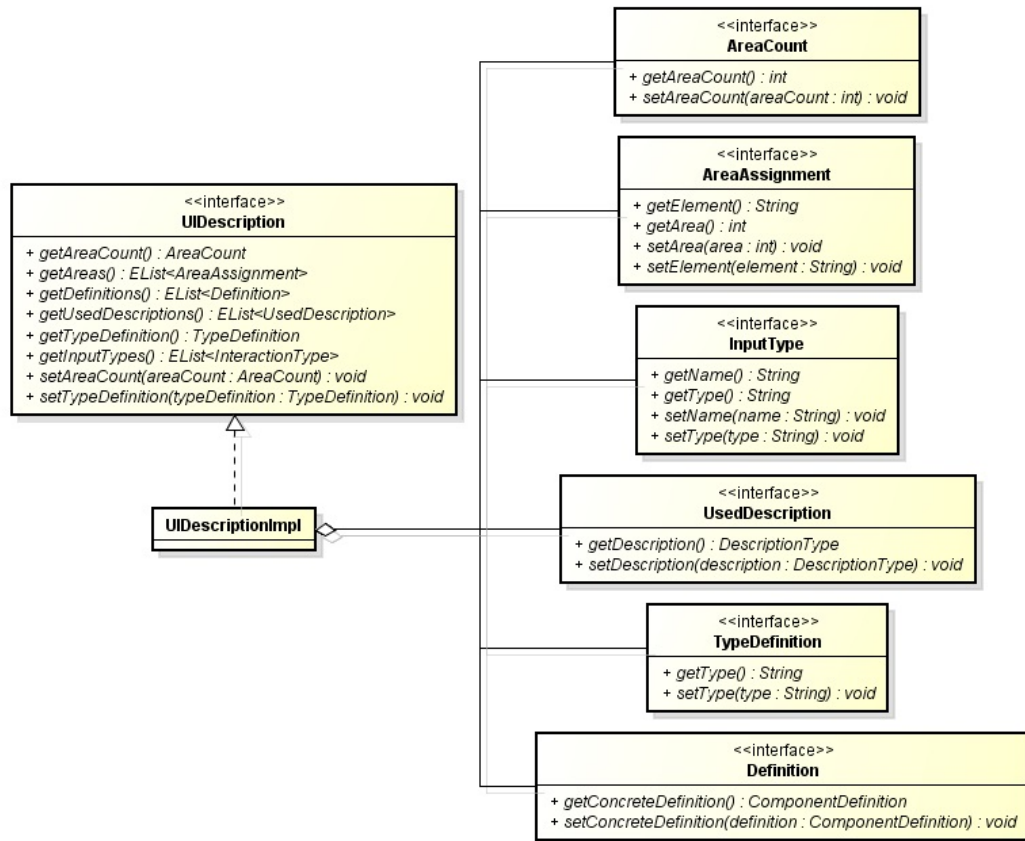 <<interface>>
UIDescription
+ getAreaCount() : AreaCount
+ getAreas() : EList<AreaAssignment>
+ getDefinitions() : EList<Definition>
+ getUsedDescriptions() : EList<UsedDescription>
+ getTypeDefinition() : TypeDefinition
+ getInputTypes() : EList<InteractionType>
+ setAreaCount(areaCount : AreaCount) : void
+ setTypeDefinition(typeDefinition : TypeDefinition) : void
UIDescriptionImpl
<<interface>>
AreaCount
+ getAreaCount() : int
+ setAreaCount(areaCount : int) : void
<<interface>>
AreaAssignment
+ getElement() : String
+ getArea() : int
+ setArea(area : int) : void
+ setElement(element : String) : void
<<interface>>
InputType
+ getName() : String
+ getType() : String
+ setName(name : String) : void
+ setType(type : String) : void
<<interface>>
UsedDescription
+ getDescription() : DescriptionType
+ setDescription(description : DescriptionType) : void
<<interface>>
TypeDefinition
+ getType() : String
+ setType(type : String) : void
<<interface>>
Definition
+ getConcreteDefinition() : ComponentDefinition
+ setConcreteDefinition(definition : ComponentDefinition) : void